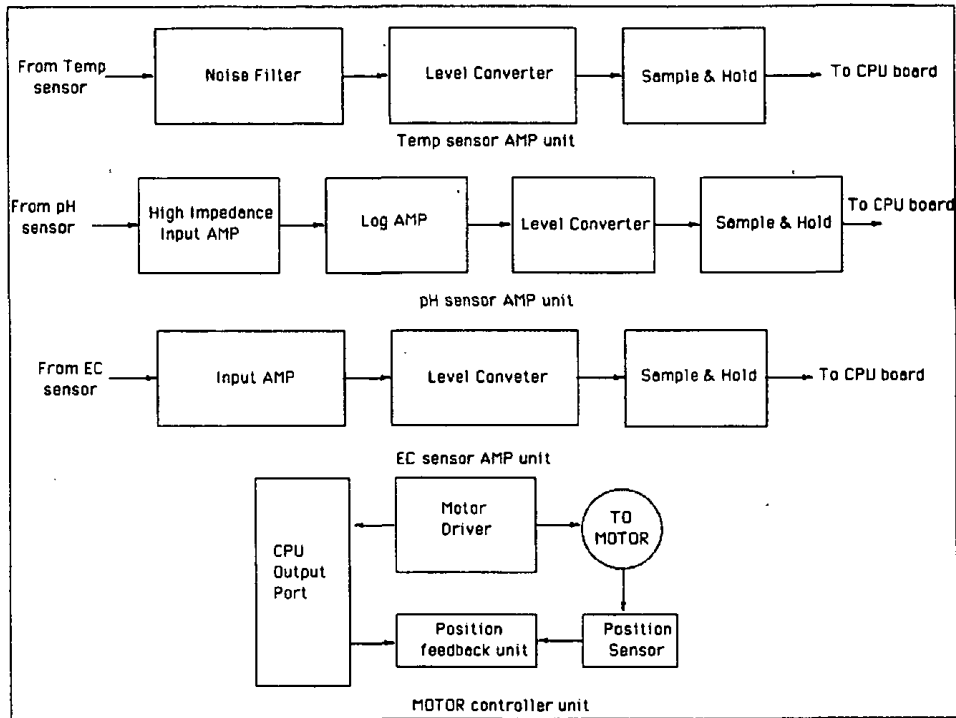 From Temp
sensor
Noise Filter
Level Converter
Sample & Hold
To CPU board
Temp sensor AMP unit
From pH
sensor
High Impedance
Input AMP
Log AMP
Level Converter
Sample & Hold
To CPU board
pH sensor AMP unit
From EC
sensor
Input AMP
Level Conveter
Sample & Hold
To CPU board
EC sensor AMP unit
CPU
Output
Port
Motor
Driver
TO
MOTOR
Position
feedback unit
Position
Sensor
MOTOR controller unit